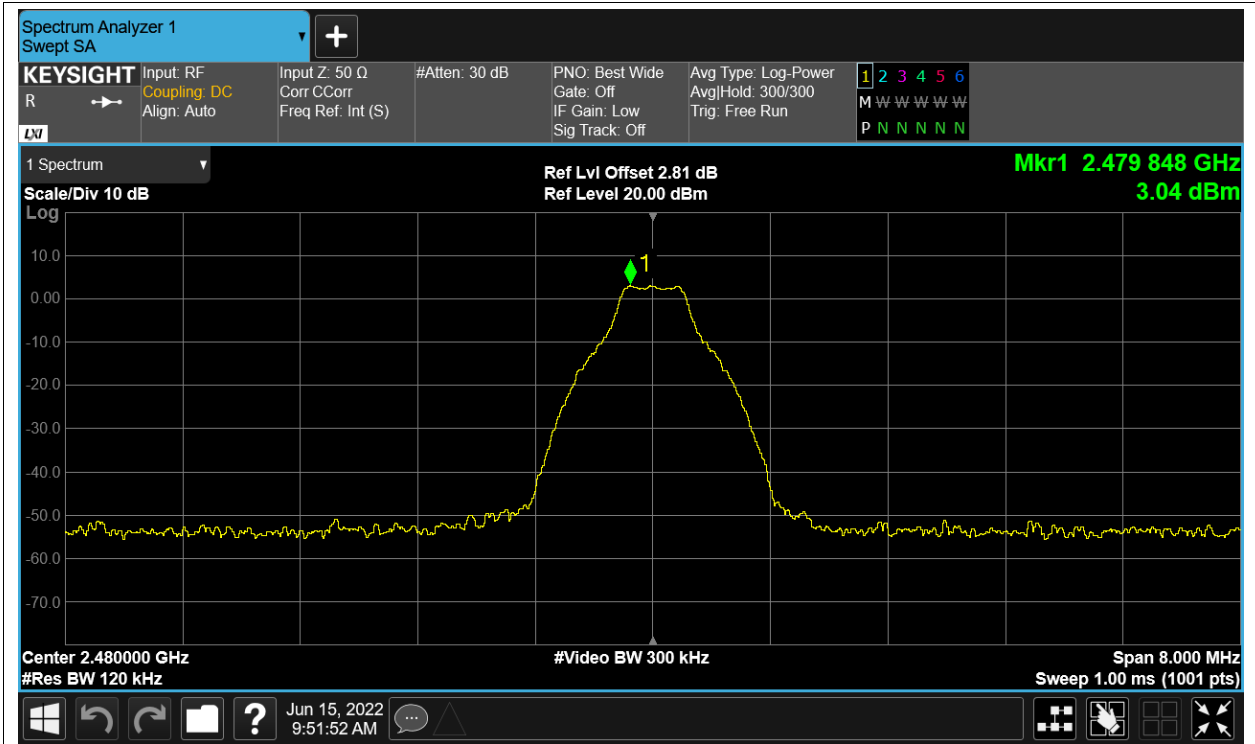 Spectrum Analyzer 1
Swept SA
KEYSIGHT
R
LXI
Input: RF
Coupling: DC
Align: Auto
Input Z: 50 Ω
Corr CCorr
Freq Ref: Int (S)
#Atten: 30 dB
PNO: Best Wide
Gate: Off
IF Gain: Low
Sig Track: Off
Avg Type: Log-Power
Avg|Hold: 300/300
Trig: Free Run
1 2 3 4 5 6
M W W W W W
P N N N N N
1 Spectrum
Scale/Div 10 dB
Log
Ref Lvl Offset 2.81 dB
Ref Level 20.00 dBm
Mkr1 2.479 848 GHz
3.04 dBm
1
10.0
0.00
-10.0
-20.0
-30.0
-40.0
-50.0
-60.0
-70.0
Center 2.480000 GHz
#Res BW 120 kHz
#Video BW 300 kHz
Span 8.000 MHz
Sweep 1.00 ms (1001 pts)
?
Jun 15, 2022
9:51:52 AM